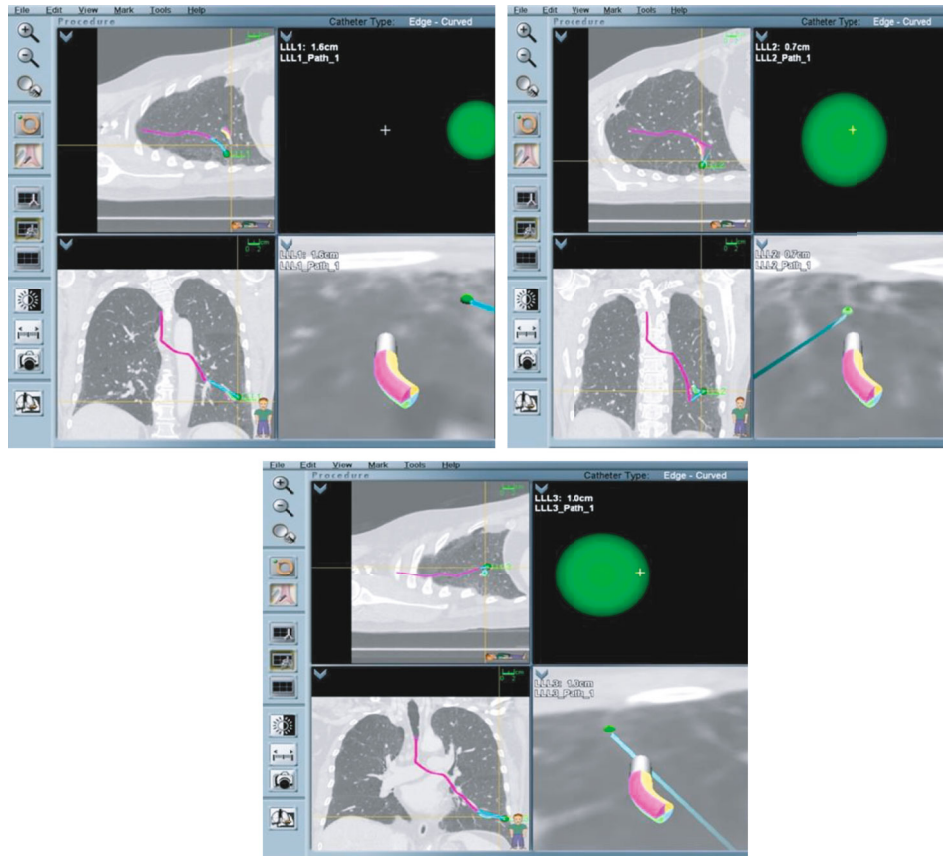 File Edit View Mark Tools Help
Procedure Catheter Type: Edge - Curved
LLL1: 1.6cm
LLL1_Path_1
LLL1: 1.6cm
LLL1_Path_1
File Edit View Mark Tools Help
Procedure Catheter Type: Edge - Curved
LLL2: 0.7cm
LLL2_Path_1
LLL2: 0.7cm
LLL2_Path_1
File Edit View Mark Tools Help
Procedure Catheter Type: Edge - Curved
LLL3: 1.0cm
LLL3_Path_1
LLL3: 1.0cm
LLL3_Path_1